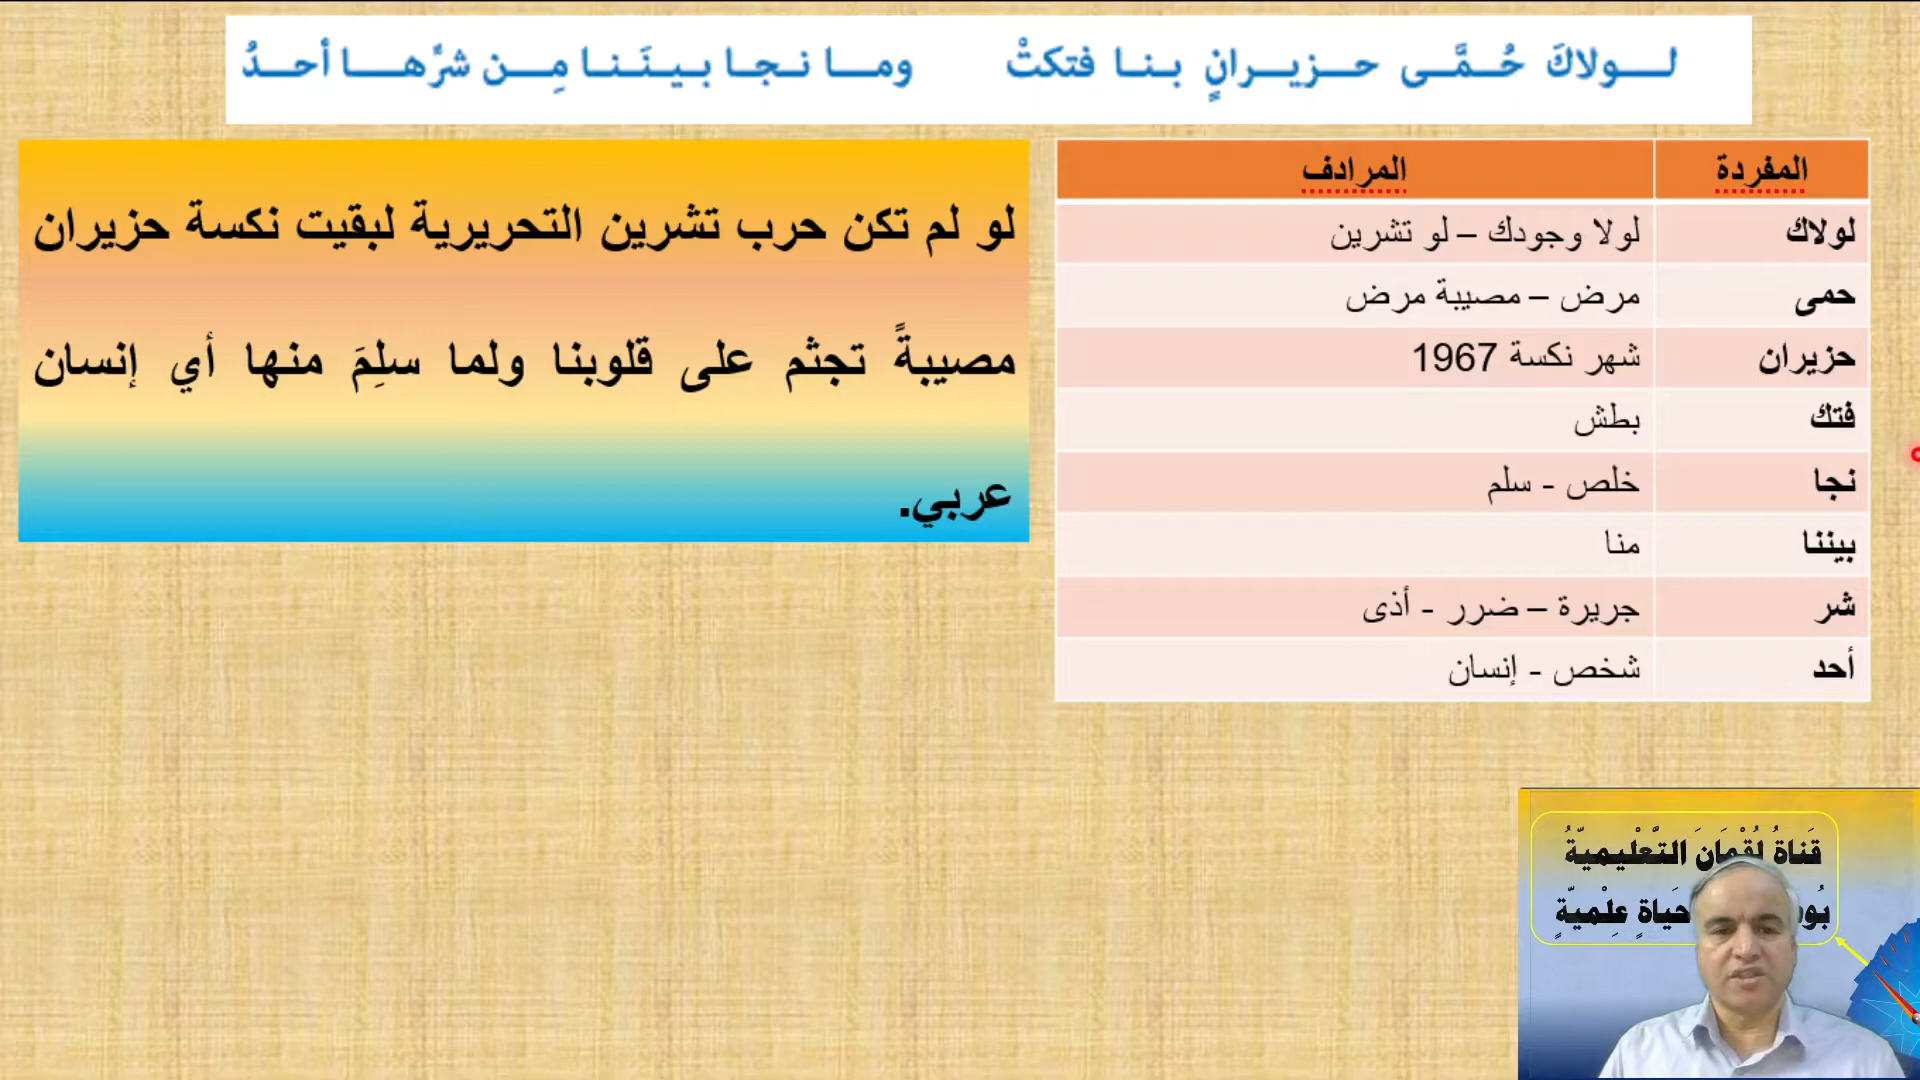 لـــولاكَ حُـــمَّـــى حـــزيـــرانٍ بـنـا فتكتْ ومـــا نـجـا بـيـنَـنـا مِـــن شرِّهـــا أحـــدُ
المفردة المرادف
لولاك لولا وجودك – لو تشرين
حمى مرض – مصيبة مرض
حزيران شهر نكسة 1967
فتك بطش
نجا خلص - سلم
بيننا منا
شر جريرة – ضرر - أذى
أحد شخص - إنسان
لو لم تكن حرب تشرين التحريرية لبقيت نكسة حزيران
مصيبةً تجثم على قلوبنا ولما سلِمَ منها أي إنسان
عربي.
قَناةُ لُقْمَانَ التَّعْليميّةُ
حَياةٍ عِلْميّةٍ